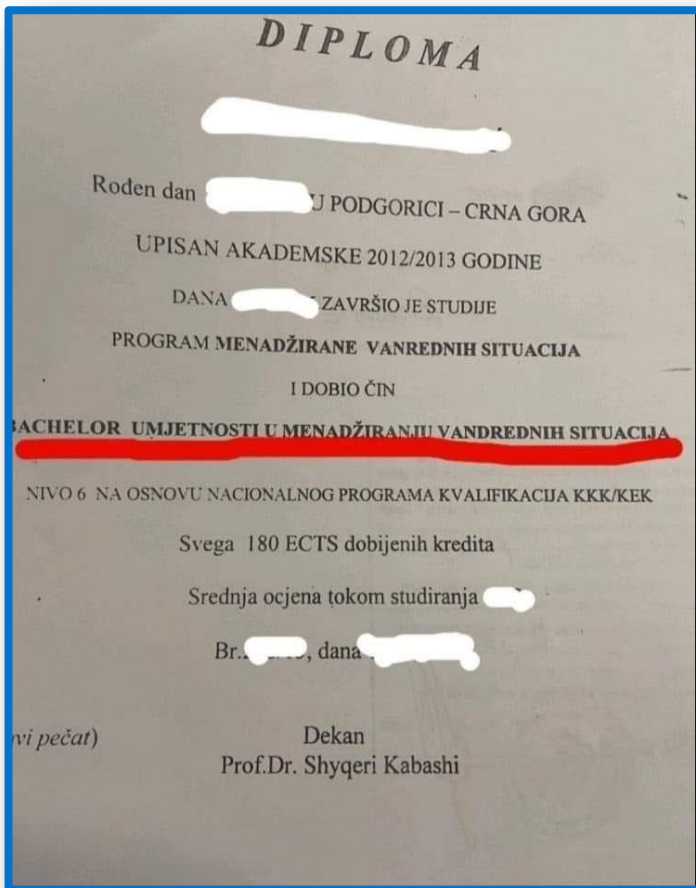 DIPLOMA
Rođen dan U PODGORICI – CRNA GORA
UPISAN AKADEMSKE 2012/2013 GODINE
DANA ZAVRŠIO JE STUDIJE
PROGRAM MENADŽIRANE VANREDNIH SITUACIJA
I DOBIO ČIN
BACHELOR UMJETNOSTI U MENADŽIRANJU VANDREDNIH SITUACIJA
NIVO 6 NA OSNOVU NACIONALNOG PROGRAMA KVALIFIKACIJA KKK/KEK
Svega 180 ECTS dobijenih kredita
Srednja ocjena tokom studiranja
Br., dana
vi pečat)
Dekan
Prof.Dr. Shyqeri Kabashi